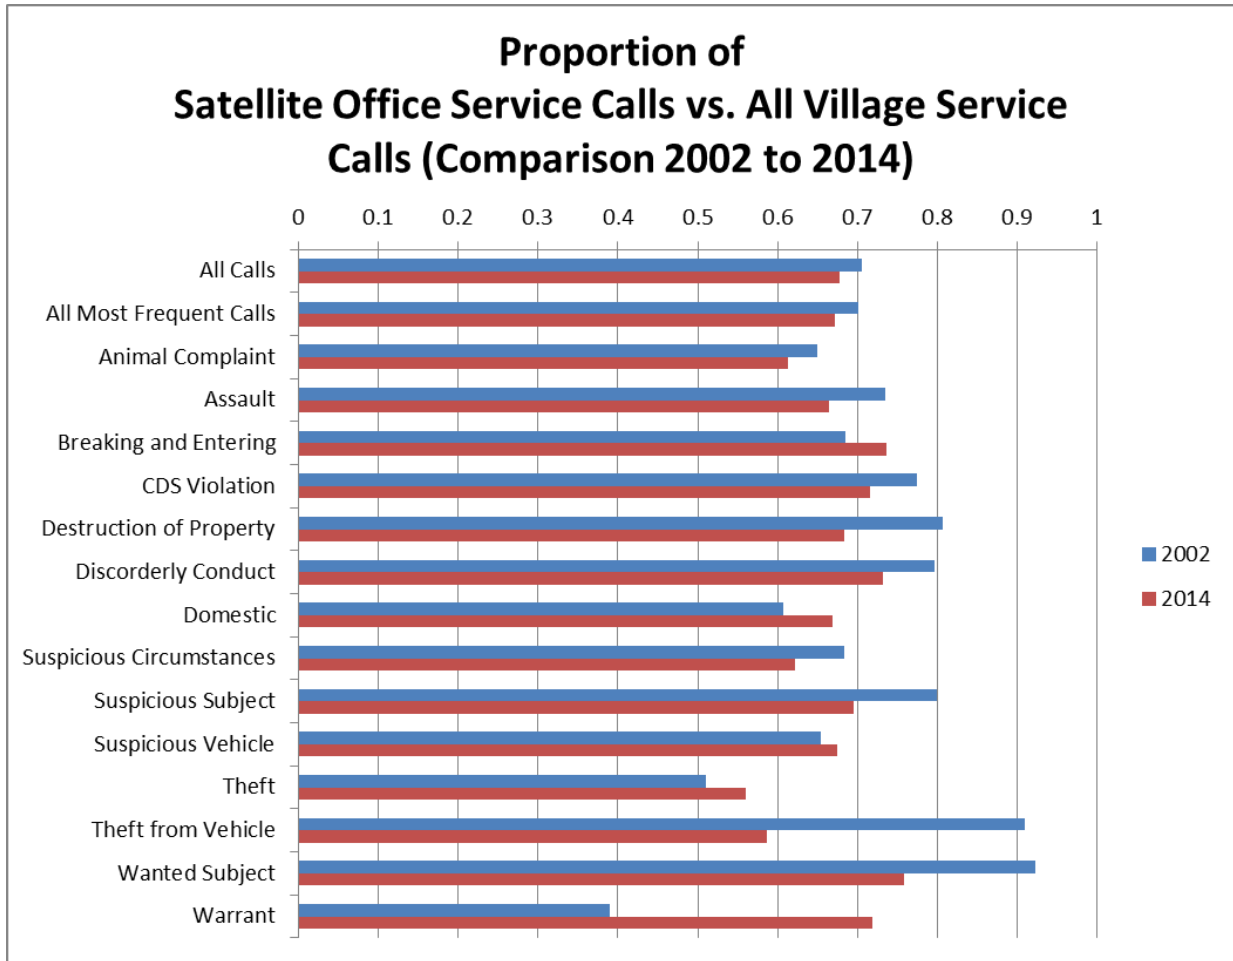 Proportion of
Satellite Office Service Calls vs. All Village Service
Calls (Comparison 2002 to 2014)
0 0.1 0.2 0.3 0.4 0.5 0.6 0.7 0.8 0.9 1
All Calls
All Most Frequent Calls
Animal Complaint
Assault
Breaking and Entering
CDS Violation
Destruction of Property
Discorderly Conduct
Domestic
Suspicious Circumstances
Suspicious Subject
Suspicious Vehicle
Theft
Theft from Vehicle
Wanted Subject
Warrant
2002
2014